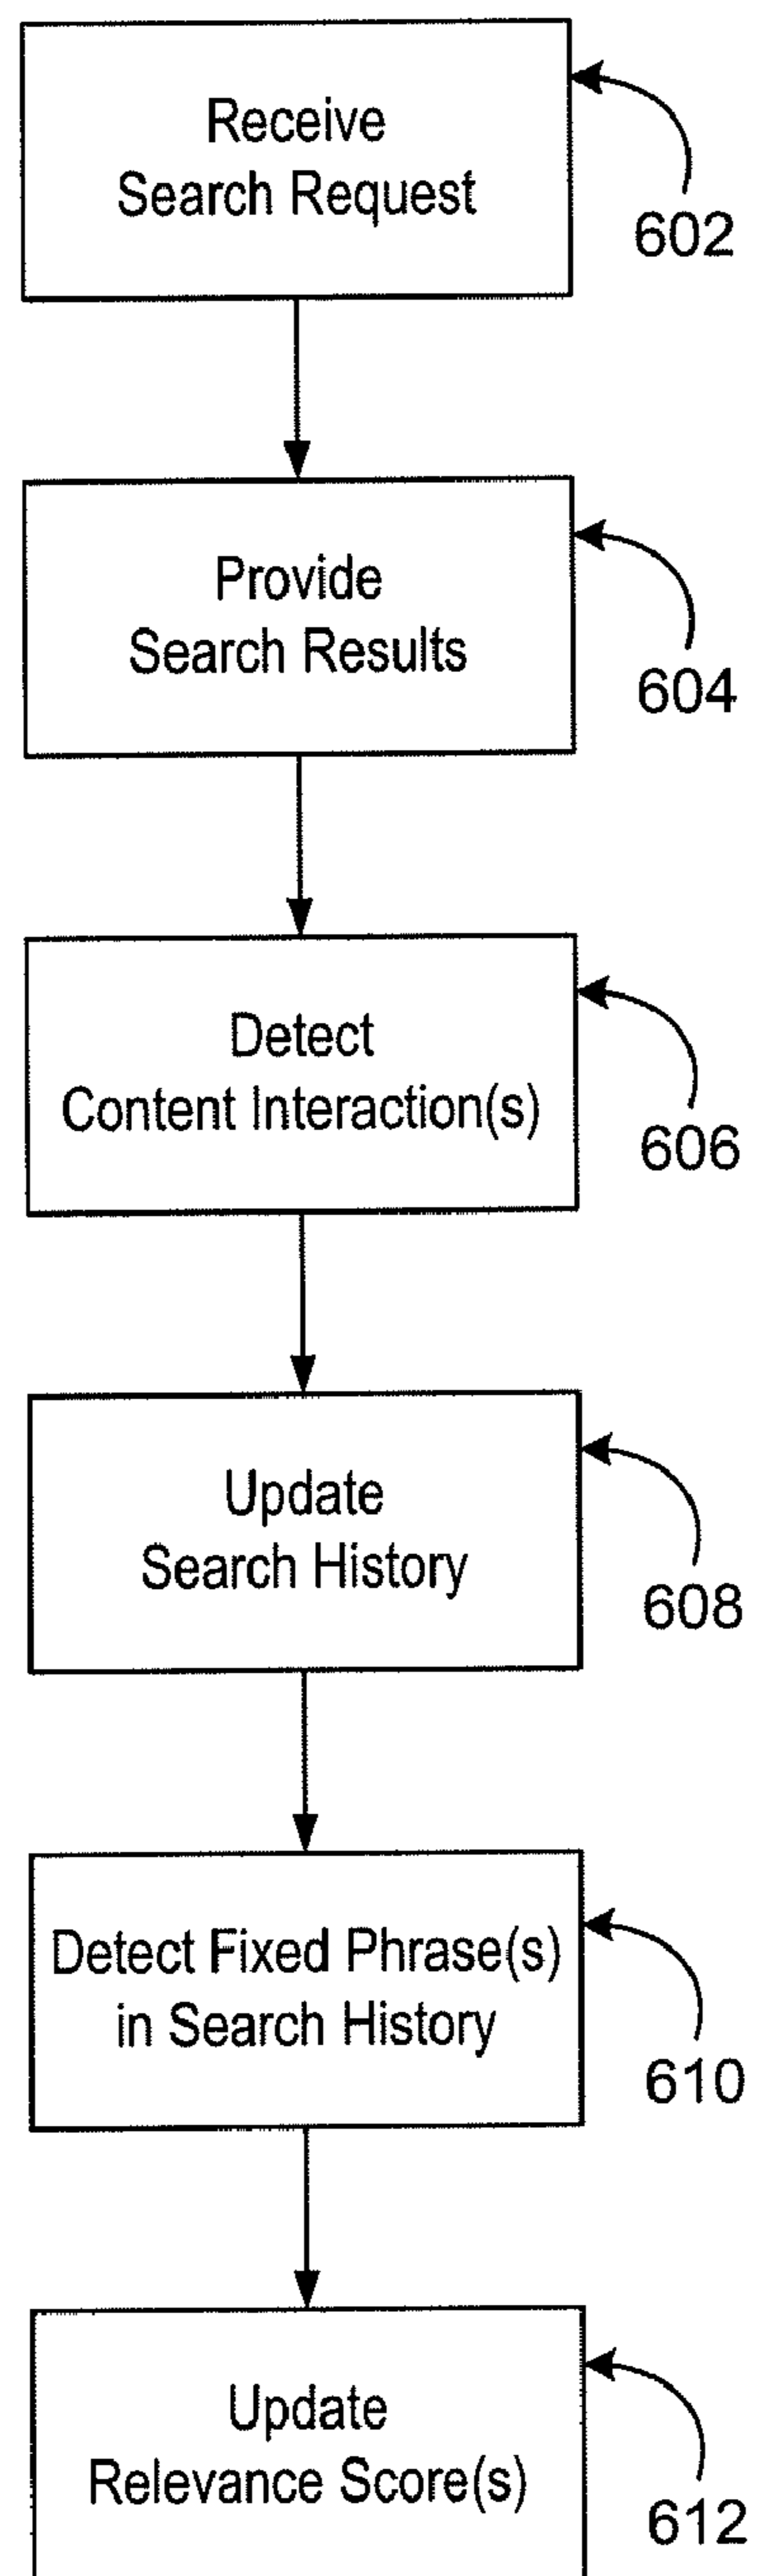 Receive
Search Request
602
Provide
Search Results
604
Detect
Content Interaction(s)
606
Update
Search History
608
Detect Fixed Phrase(s)
in Search History
610
Update
Relevance Score(s)
612